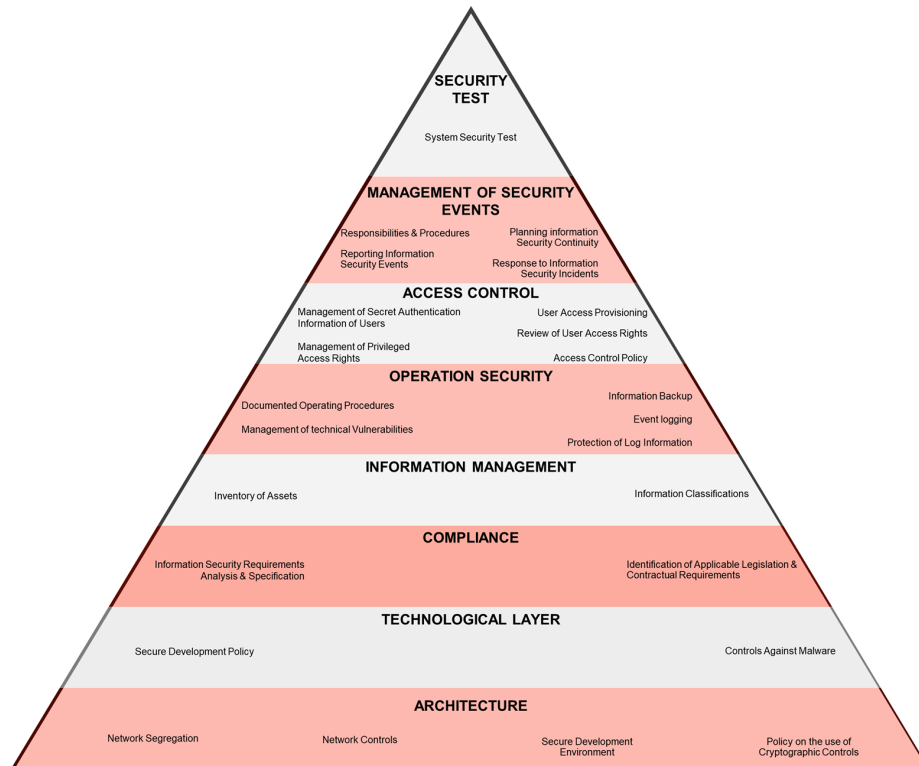 SECURITY
TEST
System Security Test
MANAGEMENT OF SECURITY
EVENTS
Responsibilities & Procedures
Reporting Information
Security Events
Planning information
Security Continuity
Response to Information
Security Incidents
ACCESS CONTROL
Management of Secret Authentication
Information of Users
Management of Privileged
Access Rights
User Access Provisioning
Review of User Access Rights
Access Control Policy
OPERATION SECURITY
Documented Operating Procedures
Management of technical Vulnerabilities
Information Backup
Event logging
Protection of Log Information
INFORMATION MANAGEMENT
Inventory of Assets
Information Classifications
COMPLIANCE
Information Security Requirements
Analysis & Specification
Identification of Applicable Legislation &
Contractual Requirements
TECHNOLOGICAL LAYER
Secure Development Policy
Controls Against Malware
ARCHITECTURE
Network Segregation
Network Controls
Secure Development
Environment
Policy on the use of
Cryptographic Controls